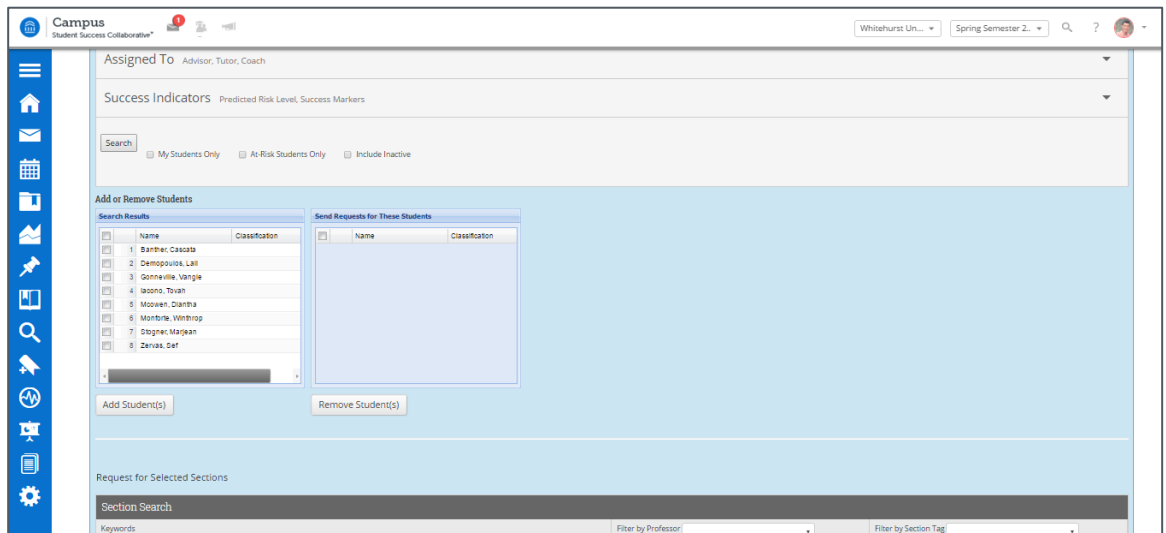 Campus
Student Success Collaborative™
1
Whitehurst Un...
Spring Semester 2..
?
Assigned To Advisor, Tutor, Coach
Success Indicators Predicted Risk Level, Success Markers
Search
My Students Only At-Risk Students Only Include Inactive
Add or Remove Students
Search Results
Name Classification
1 Banther, Cascata
2 Demopoulos, Lali
3 Gonneville, Vangie
4 Iacono, Tovah
5 Mcowen, Diantha
6 Monforte, Winthrop
7 Stogner, Marjean
8 Zervas, Sef
Send Requests for These Students
Name Classification
Add Student(s)
Remove Student(s)
Request for Selected Sections
Section Search
Keywords Filter by Professor Filter by Section Tag